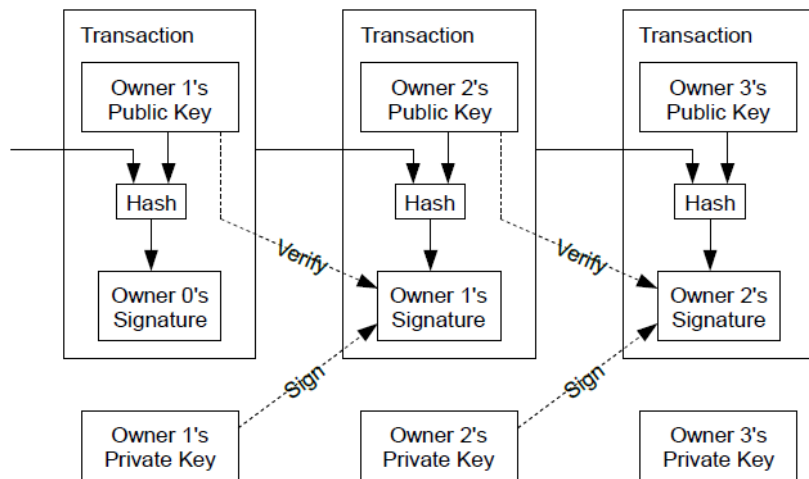 Transaction
Transaction
Transaction
Owner 1's
Public Key
Owner 2's
Public Key
Owner 3's
Public Key
Hash
Hash
Hash
Verify
Verify
Owner 0's
Signature
Owner 1's
Signature
Owner 2's
Signature
Sign
Sign
Owner 1's
Private Key
Owner 2's
Private Key
Owner 3's
Private Key